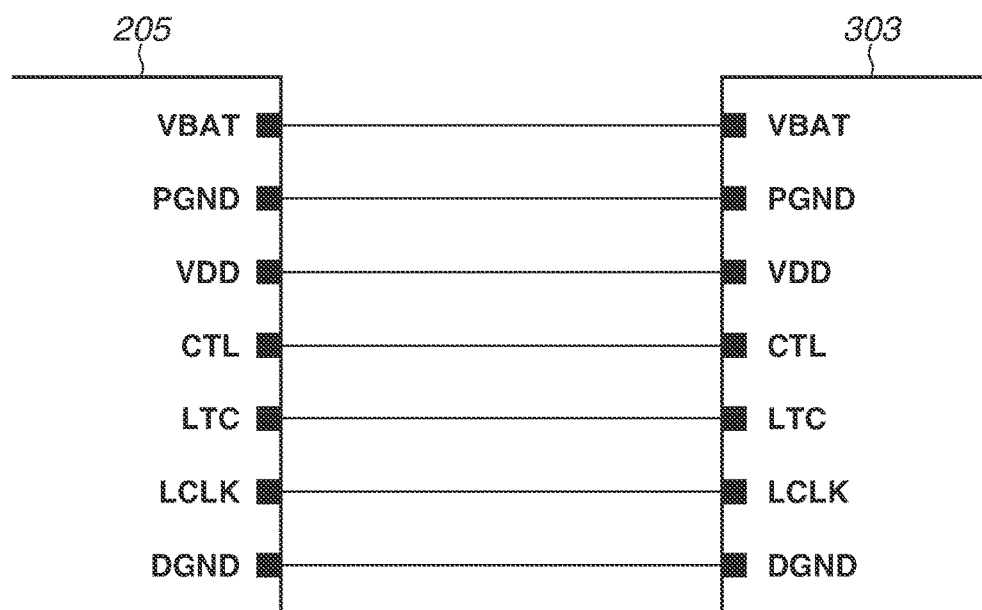 205 303
VBAT VBAT
PGND PGND
VDD VDD
CTL CTL
LTC LTC
LCLK LCLK
DGND DGND